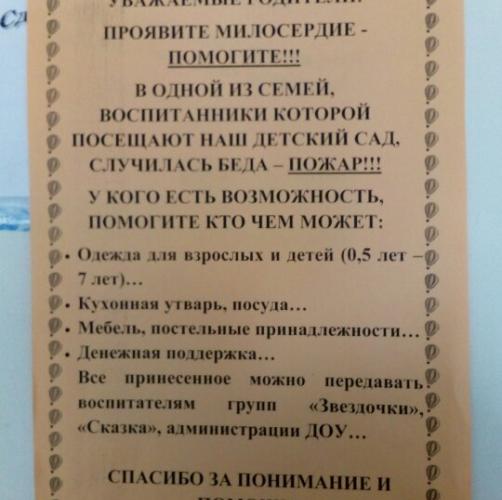 УВАЖАЕМЫЕ РОДИТЕЛИ!
ПРОЯВИТЕ МИЛОСЕРДИЕ -
ПОМОГИТЕ!!!
В ОДНОЙ ИЗ СЕМЕЙ,
ВОСПИТАННИКИ КОТОРОЙ
ПОСЕЩАЮТ НАШ ДЕТСКИЙ САД,
СЛУЧИЛАСЬ БЕДА – ПОЖАР!!!
У КОГО ЕСТЬ ВОЗМОЖНОСТЬ,
ПОМОГИТЕ КТО ЧЕМ МОЖЕТ:
• Одежда для взрослых и детей (0,5 лет –
7 лет)…
• Кухонная утварь, посуда…
• Мебель, постельные принадлежности…
• Денежная поддержка…
Все принесенное можно передавать
воспитателям групп «Звездочки»,
«Сказка», администрации ДОУ…
СПАСИБО ЗА ПОНИМАНИЕ И